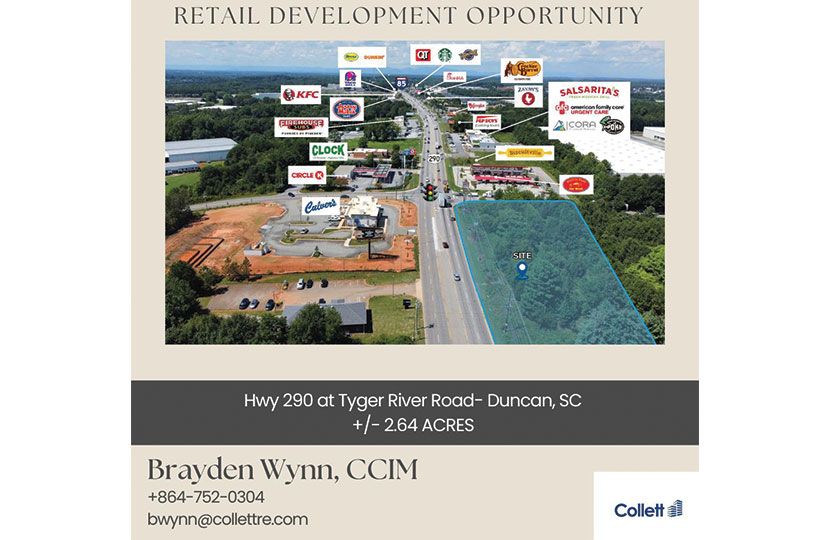 RETAIL DEVELOPMENT OPPORTUNITY
DUNKIN'
QT
KFC
85
Cracker Barrel
ZAXBYS
SALSARITA'S
american family care
URGENT CARE
CORA
FIREHOUSE
SUBS
CLOCK
290
CIRCLE K
Culver's
SITE
Hwy 290 at Tyger River Road- Duncan, SC
+/- 2.64 ACRES
Brayden Wynn, CCIM
+864-752-0304
bwynn@collettre.com
Collett